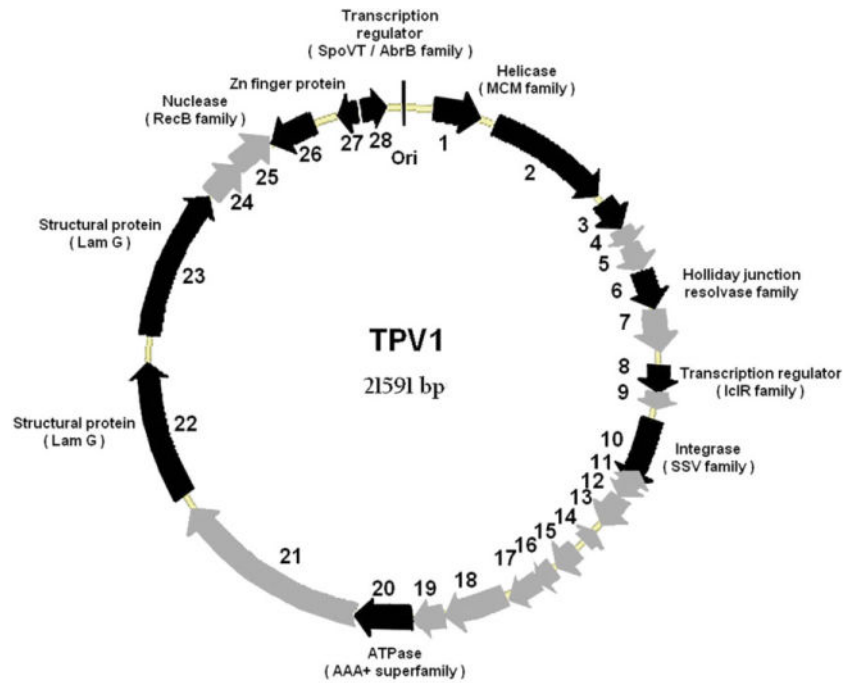 Transcription
regulator
( SpoVT / AbrB family)
Helicase
( MCM family)
Zn finger protein
Nuclease
( RecB family)
27
28
Ori
1
26
2
25
24
3
4
5
Structural protein
( Lam G )
23
6
Holliday junction
resolvase family
7
TPV1
21591 bp
8
Transcription regulator
( IclR family)
9
Structural protein
( Lam G )
22
10
Integrase
( SSV family)
11
12
13
14
15
16
17
18
19
20
21
ATPase
( AAA+ superfamily)